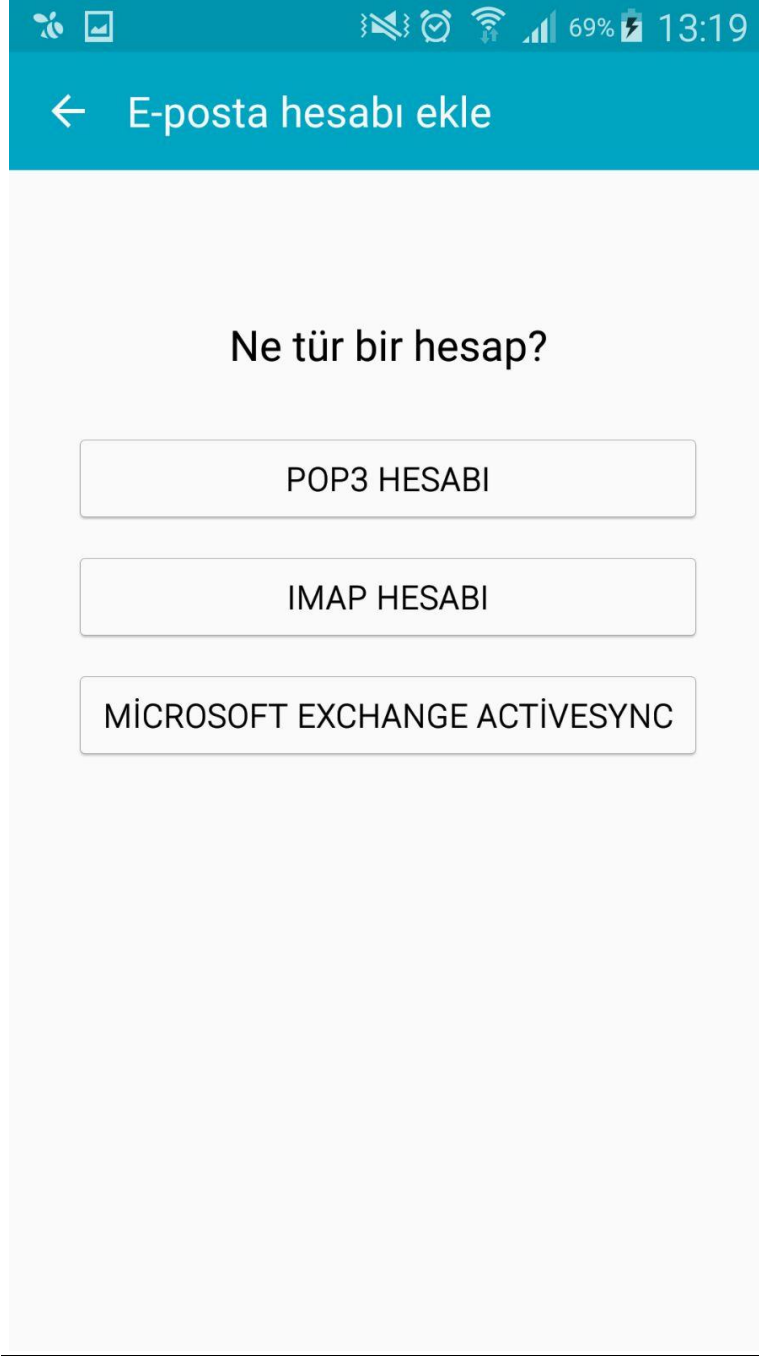 69% 13:19
E-posta hesabı ekle
Ne tür bir hesap?
POP3 HESABI
IMAP HESABI
MİCROSOFT EXCHANGE ACTİVESYNC